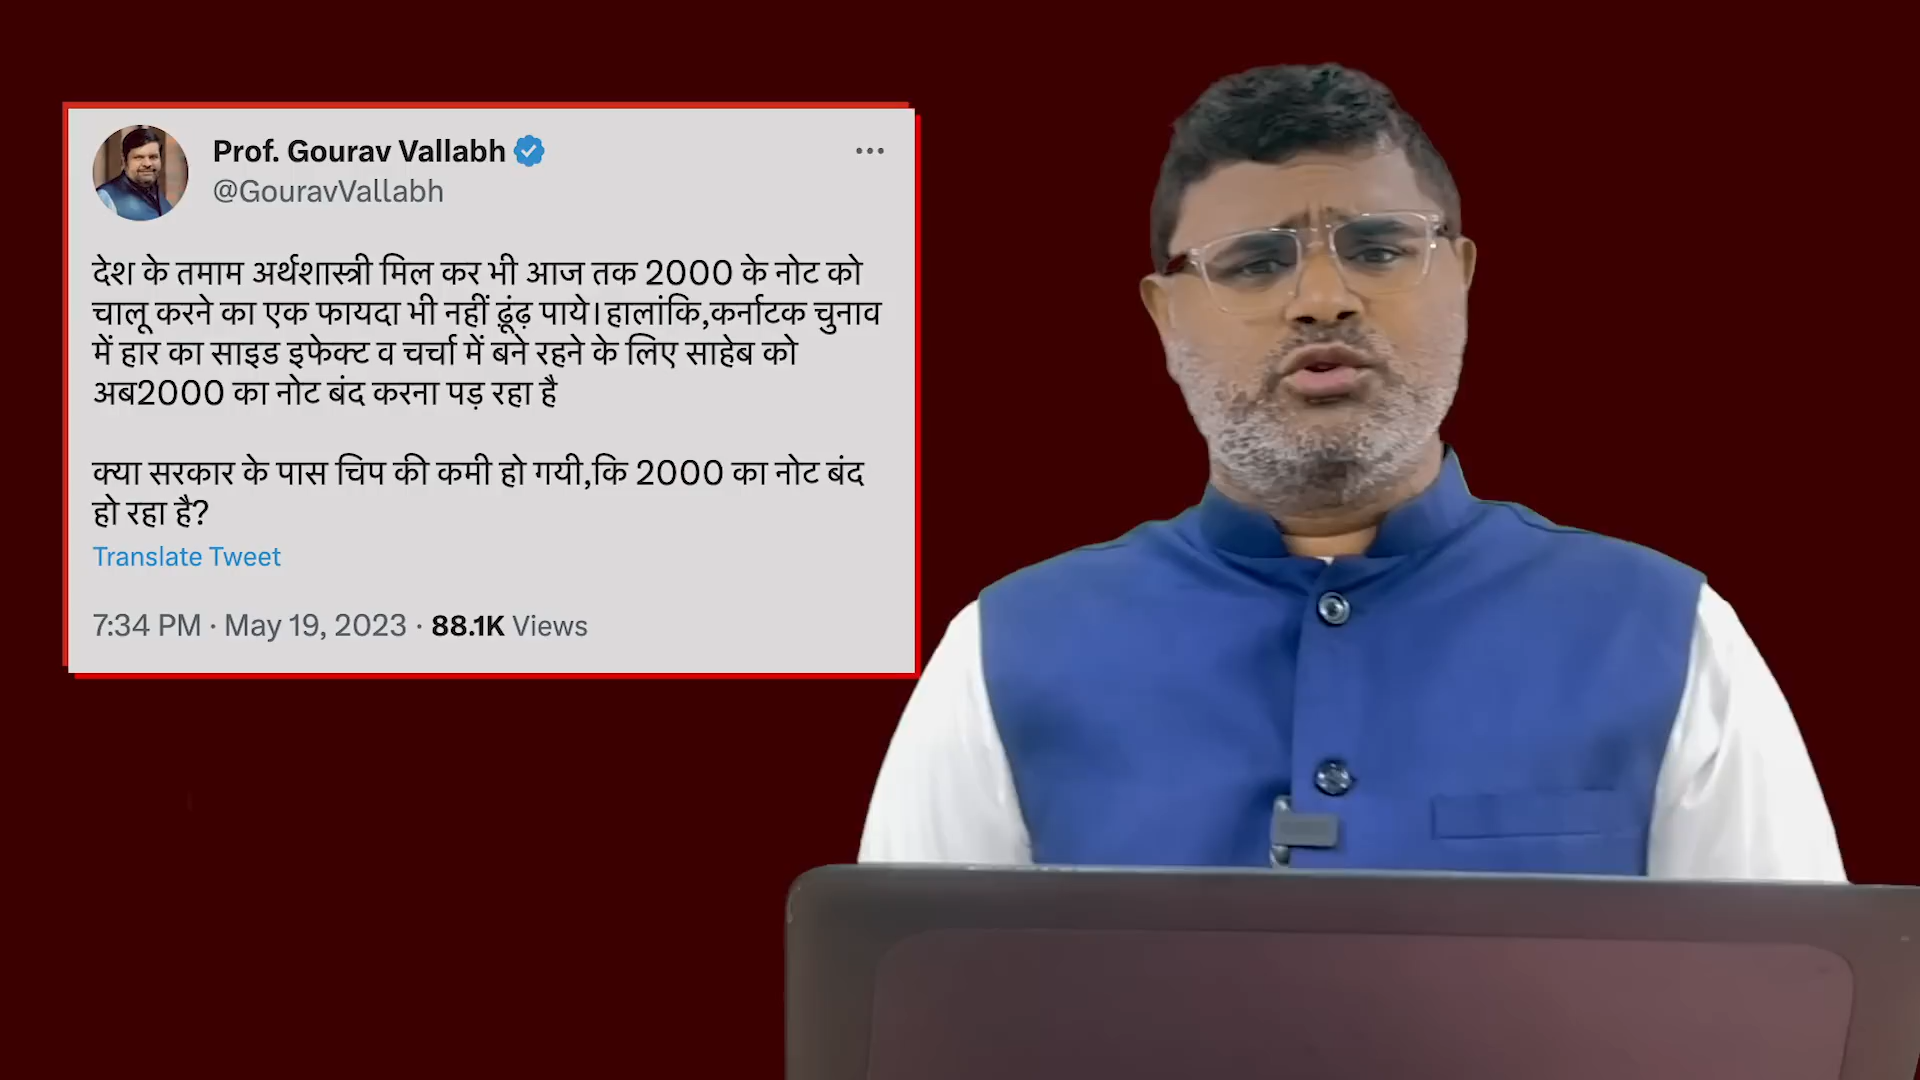 Prof. Gourav Vallabh
@GouravVallabh
देश के तमाम अर्थशास्त्री मिल कर भी आज तक 2000 के नोट को
चालू करने का एक फायदा भी नहीं ढूंढ़ पाये।हालांकि,कर्नाटक चुनाव
में हार का साइड इफेक्ट व चर्चा में बने रहने के लिए साहेब को
अब2000 का नोट बंद करना पड़ रहा है
क्या सरकार के पास चिप की कमी हो गयी,कि 2000 का नोट बंद
हो रहा है?
Translate Tweet
7:34 PM · May 19, 2023 · 88.1K Views